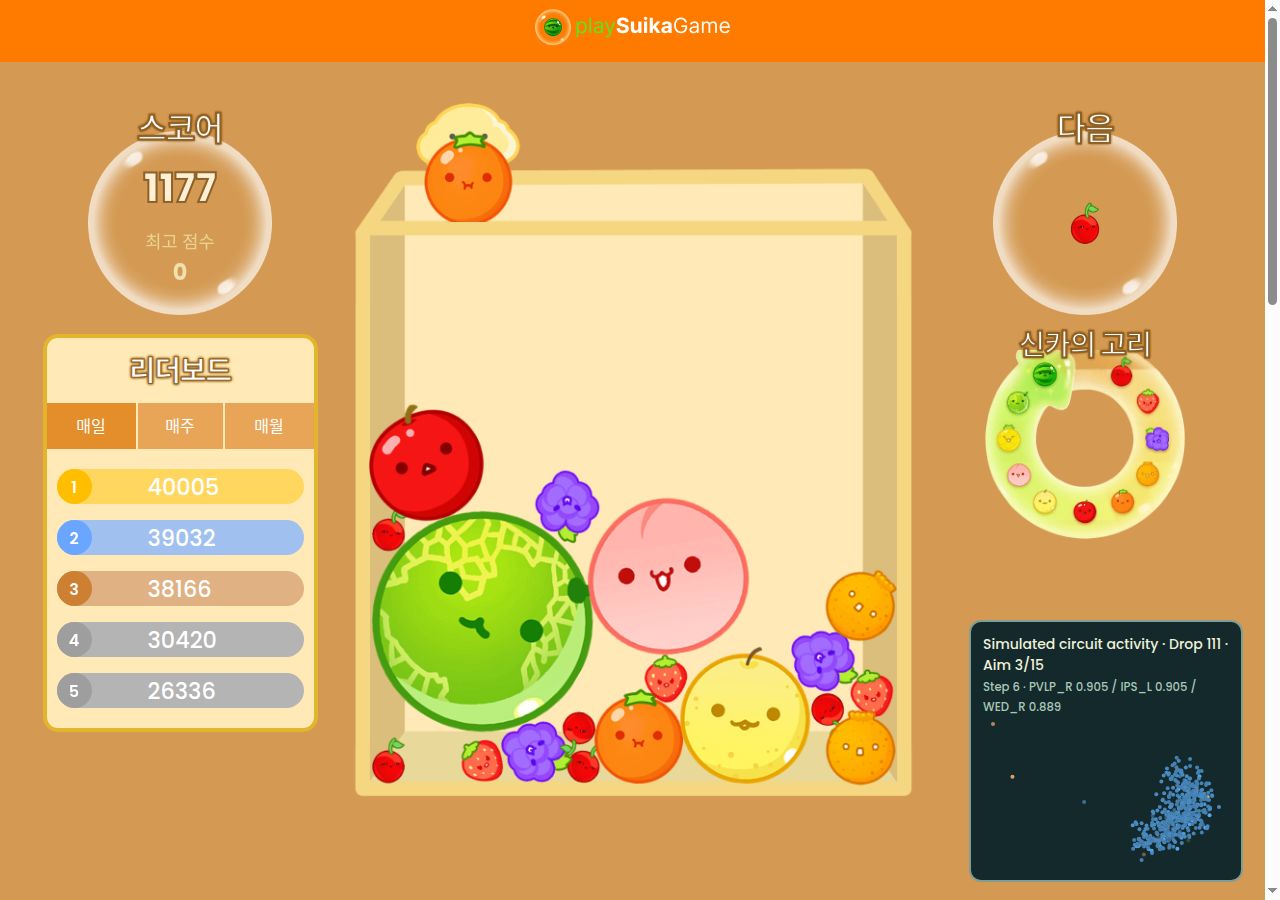 playSuikaGame
스코어
1177
최고 점수
0
다음
신카의 고리
리더보드
매일 매주 매월
1 40005
2 39032
3 38166
4 30420
5 26336
Simulated circuit activity · Drop 111 ·
Aim 3/15
Step 6 · PVLP_R 0.905 / IPS_L 0.905 /
WED_R 0.889